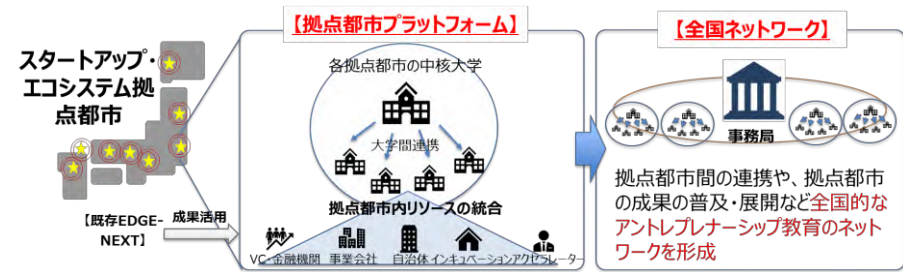 スタートアップ・
エコシステム拠
点都市
【既存EDGE-
NEXT】
成果活用
【拠点都市プラットフォーム】
各拠点都市の中核大学
大学間連携
拠点都市内リソースの統合
VC・金融機関
事業会社
自治体
インキュベーション
アクセラレーター
【全国ネットワーク】
事務局
拠点都市間の連携や、拠点都市
の成果の普及・展開など全国的な
アントレプレナーシップ教育のネット
ワークを形成